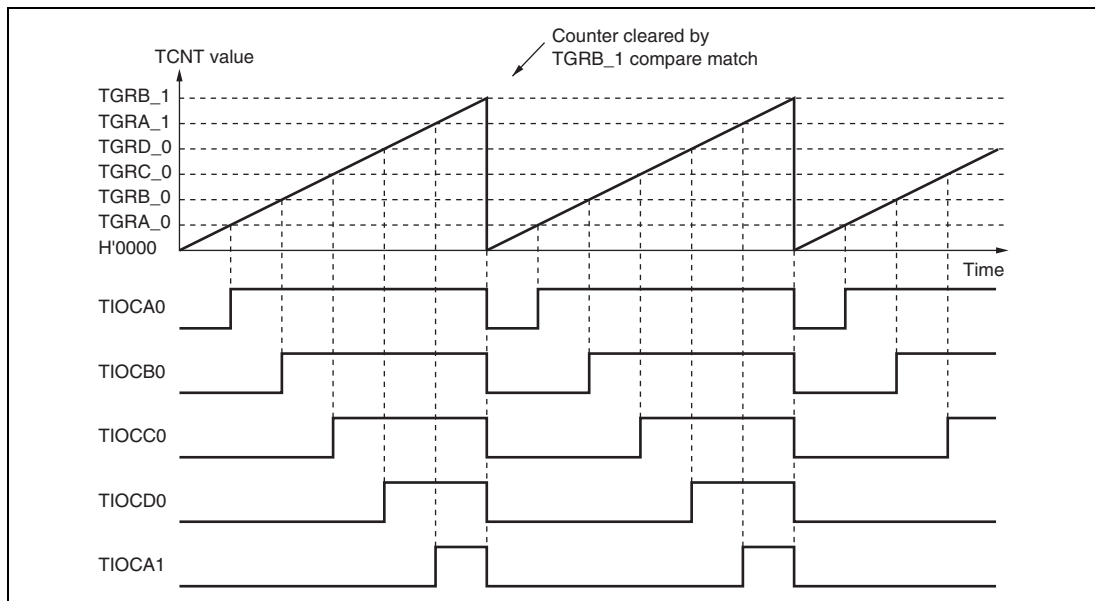 Counter cleared by
TGRB_1 compare match
TCNT value
TGRB_1
TGRA_1
TGRD_0
TGRC_0
TGRB_0
TGRA_0
H'0000
Time
TIOCA0
TIOCB0
TIOCC0
TIOCD0
TIOCA1